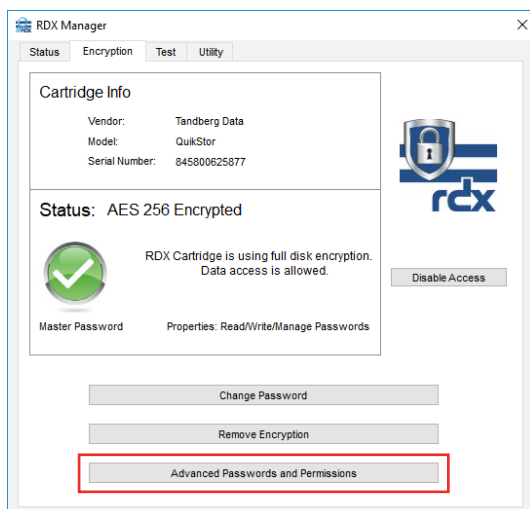 RDX Manager
Status Encryption Test Utility
Cartridge Info
Vendor: Tandberg Data
Model: QuikStor
Serial Number: 845800625877
rdx
Status: AES 256 Encrypted
RDX Cartridge is using full disk encryption.
Data access is allowed.
Disable Access
Master Password Properties: Read/Write/Manage Passwords
Change Password
Remove Encryption
Advanced Passwords and Permissions